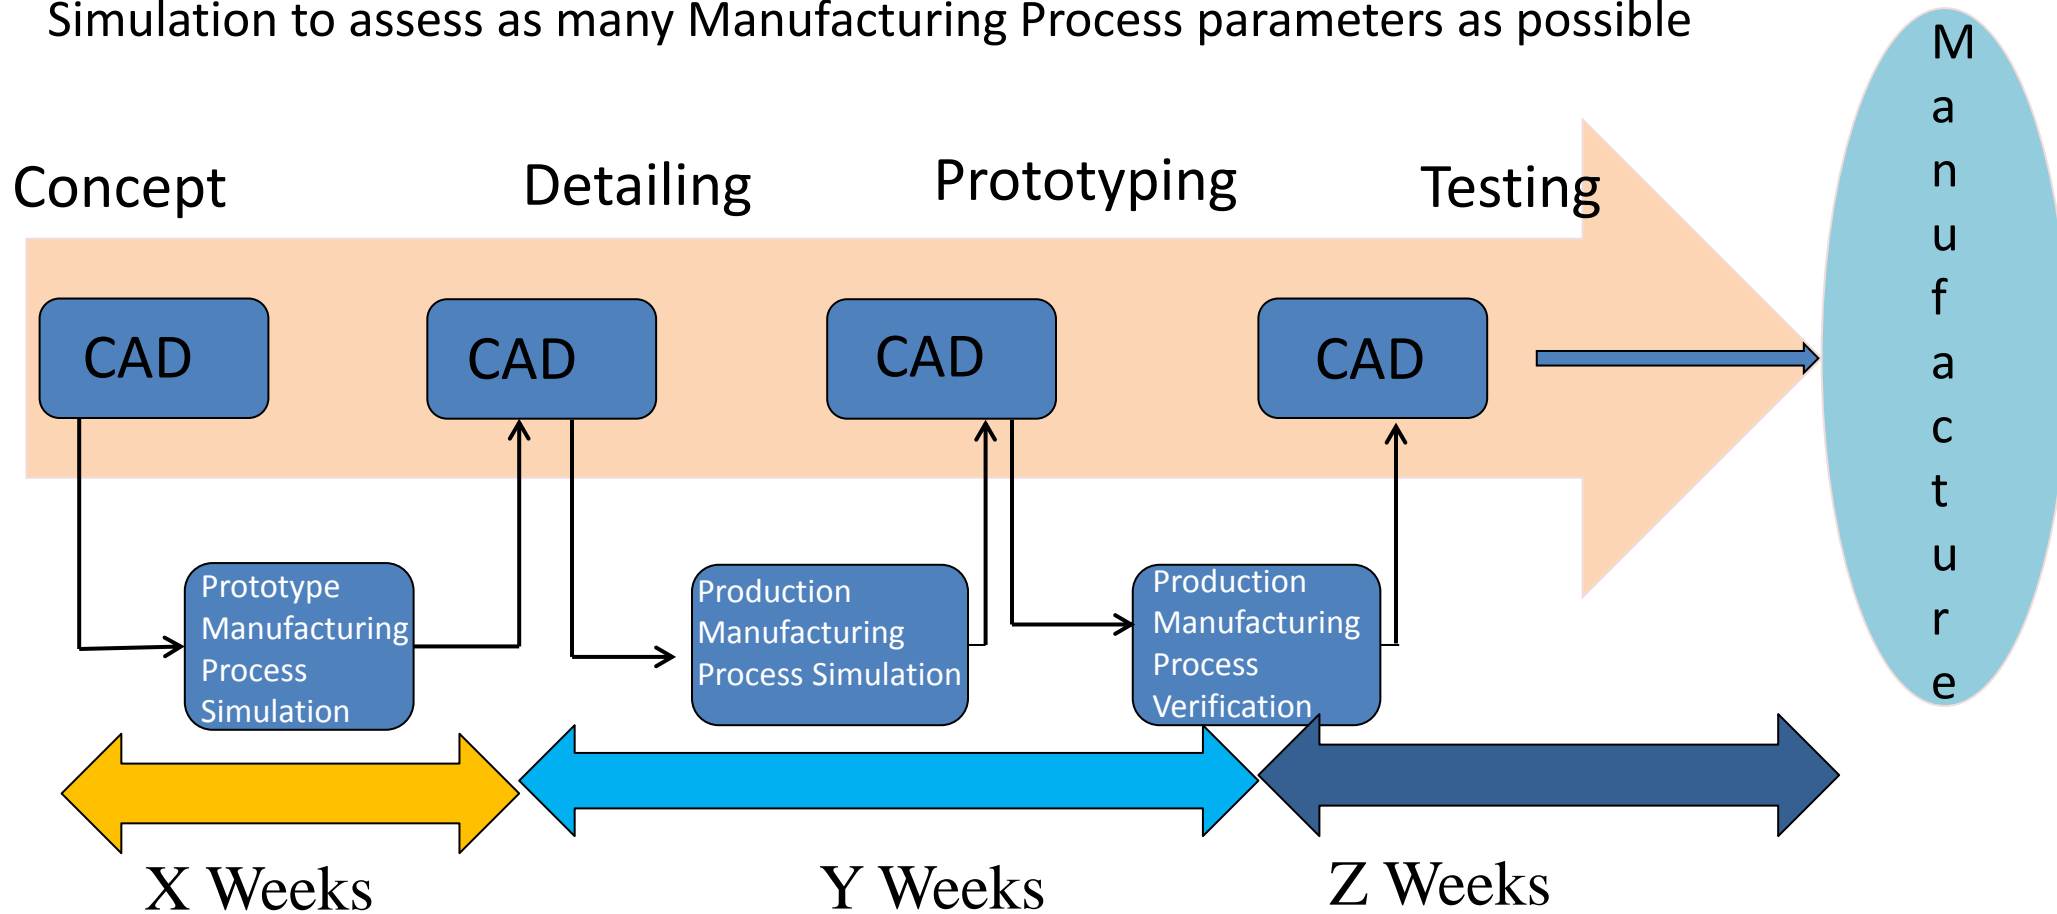 Simulation to assess as many Manufacturing Process parameters as possible
Concept
Detailing
Prototyping
Testing
CAD
CAD
CAD
CAD
Prototype
Manufacturing
Process
Simulation
Production
Manufacturing
Process Simulation
Production
Manufacturing
Process
Verification
M
a
n
u
f
a
c
t
u
r
e
X Weeks
Y Weeks
Z Weeks